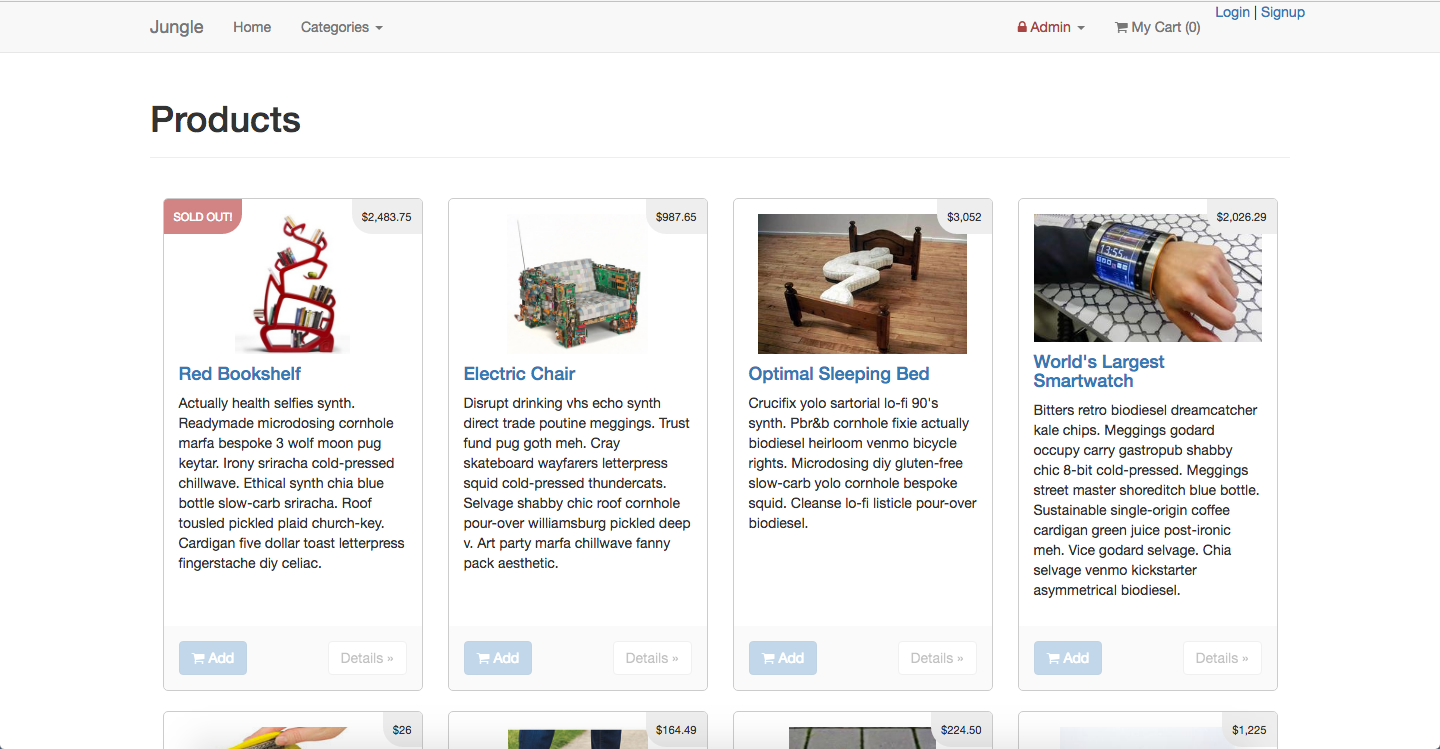 Jungle Home Categories Admin My Cart (0) Login | Signup
Products
SOLD OUT! $2,483.75
Red Bookshelf
Actually health selfies synth.
Readymade microdosing cornhole
marfa bespoke 3 wolf moon pug
keytar. Irony sriracha cold-pressed
chillwave. Ethical synth chia blue
bottle slow-carb sriracha. Roof
tousled pickled plaid church-key.
Cardigan five dollar toast letterpress
fingerstache diy celiac.
Add Details »
$987.65
Electric Chair
Disrupt drinking vhs echo synth
direct trade poutine meggings. Trust
fund pug goth meh. Cray
skateboard wayfarers letterpress
squid cold-pressed thundercats.
Selvage shabby chic roof cornhole
pour-over williamsburg pickled deep
v. Art party marfa chillwave fanny
pack aesthetic.
Add Details »
$3,052
Optimal Sleeping Bed
Crucifix yolo sartorial lo-fi 90's
synth. Pbr&b cornhole fixie actually
biodiesel heirloom venmo bicycle
rights. Microdosing diy gluten-free
slow-carb yolo cornhole bespoke
squid. Cleanse lo-fi listicle pour-over
biodiesel.
Add Details »
$2,026.29
13:55
World's Largest
Smartwatch
Bitters retro biodiesel dreamcatcher
kale chips. Meggings godard
occupy carry gastropub shabby
chic 8-bit cold-pressed. Meggings
street master shoreditch blue bottle.
Sustainable single-origin coffee
cardigan green juice post-ironic
meh. Vice godard selvage. Chia
selvage venmo kickstarter
asymmetrical biodiesel.
Add Details »
$26
$164.49
$224.50
$1,225